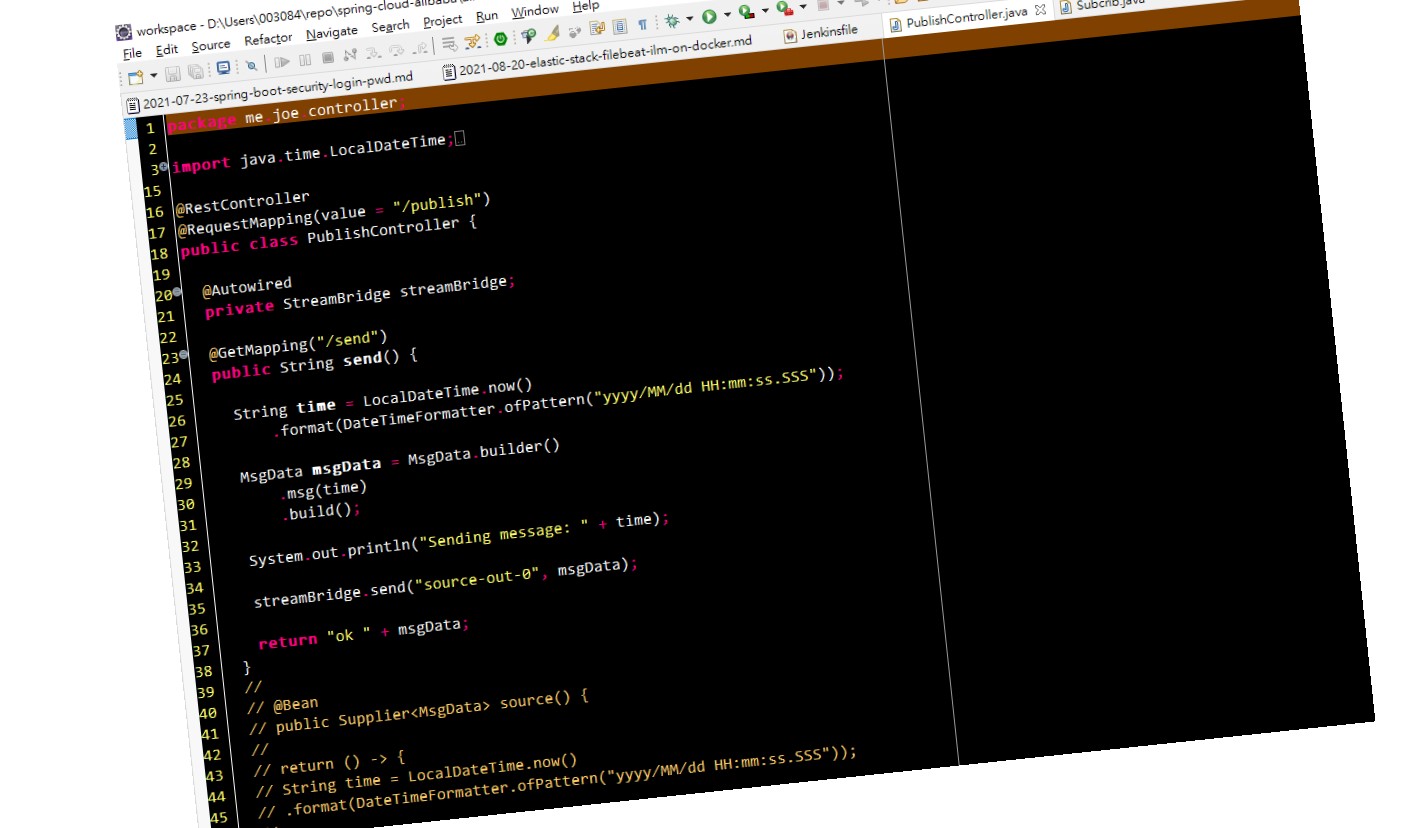 workspace - D:\Users\003084\repo\spring-cloud-alibaba\
File Edit Source Refactor Navigate Search Project Run Window Help
2021-07-23-spring-boot-security-login-pwd.md 2021-08-20-elastic-stack-filebeat-ilm-on-docker.md Jenkinsfile PublishController.java Subcrib.java
1 package me.joe.controller;
2
3 import java.time.LocalDateTime;
15
16 @RestController
17 @RequestMapping(value = "/publish")
18 public class PublishController {
19
20 @Autowired
21 private StreamBridge streamBridge;
22
23 @GetMapping("/send")
24 public String send() {
25
26 String time = LocalDateTime.now()
27 .format(DateTimeFormatter.ofPattern("yyyy/MM/dd HH:mm:ss.SSS"));
28
29 MsgData msgData = MsgData.builder()
30 .msg(time)
31 .build();
32
33 System.out.println("Sending message: " + time);
34
35 streamBridge.send("source-out-0", msgData);
36
37 return "ok " + msgData;
38 }
39 //
40 // @Bean
41 // public Supplier<MsgData> source() {
42 //
43 // return () -> {
44 // String time = LocalDateTime.now()
45 // .format(DateTimeFormatter.ofPattern("yyyy/MM/dd HH:mm:ss.SSS"));